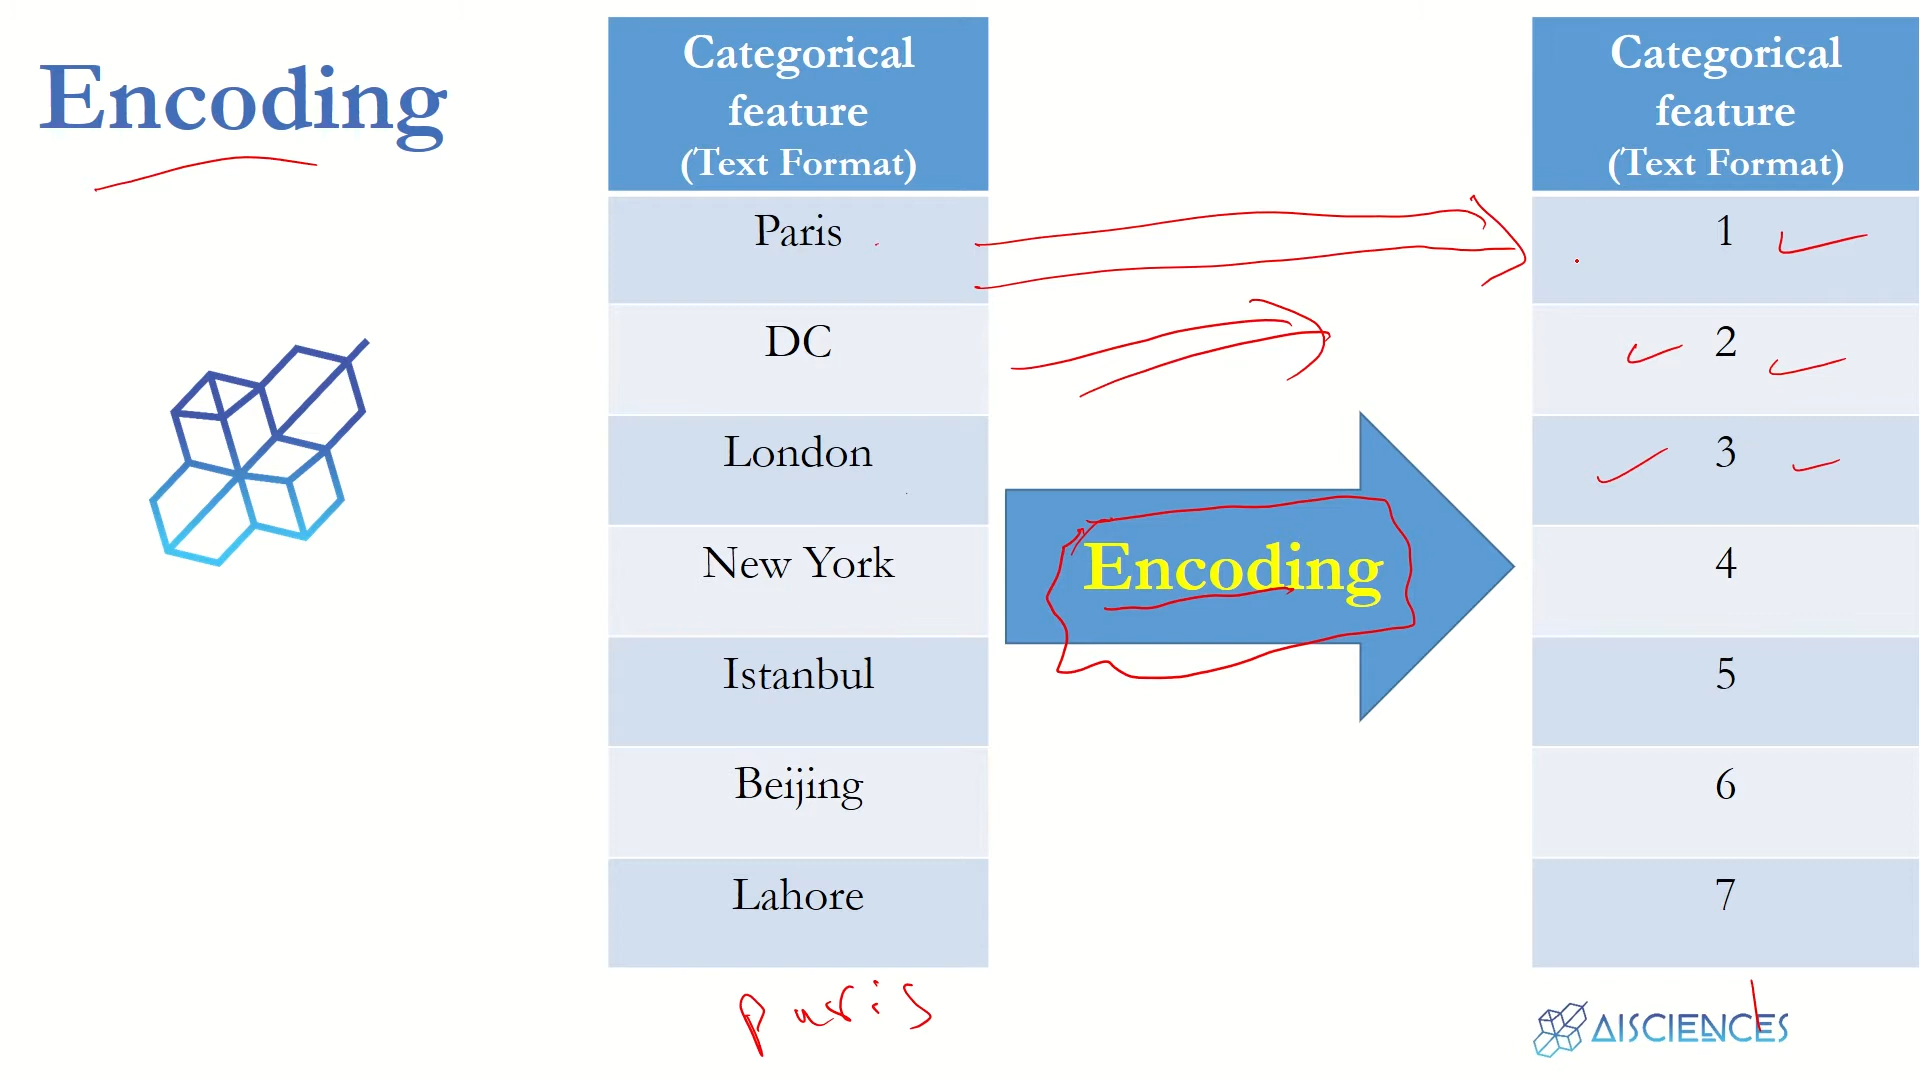 Encoding
Categorical
feature
(Text Format)
Paris
DC
London
New York
Istanbul
Beijing
Lahore
Paris
Encoding
Categorical
feature
(Text Format)
1
2
3
4
5
6
7
1
AISCIENCES